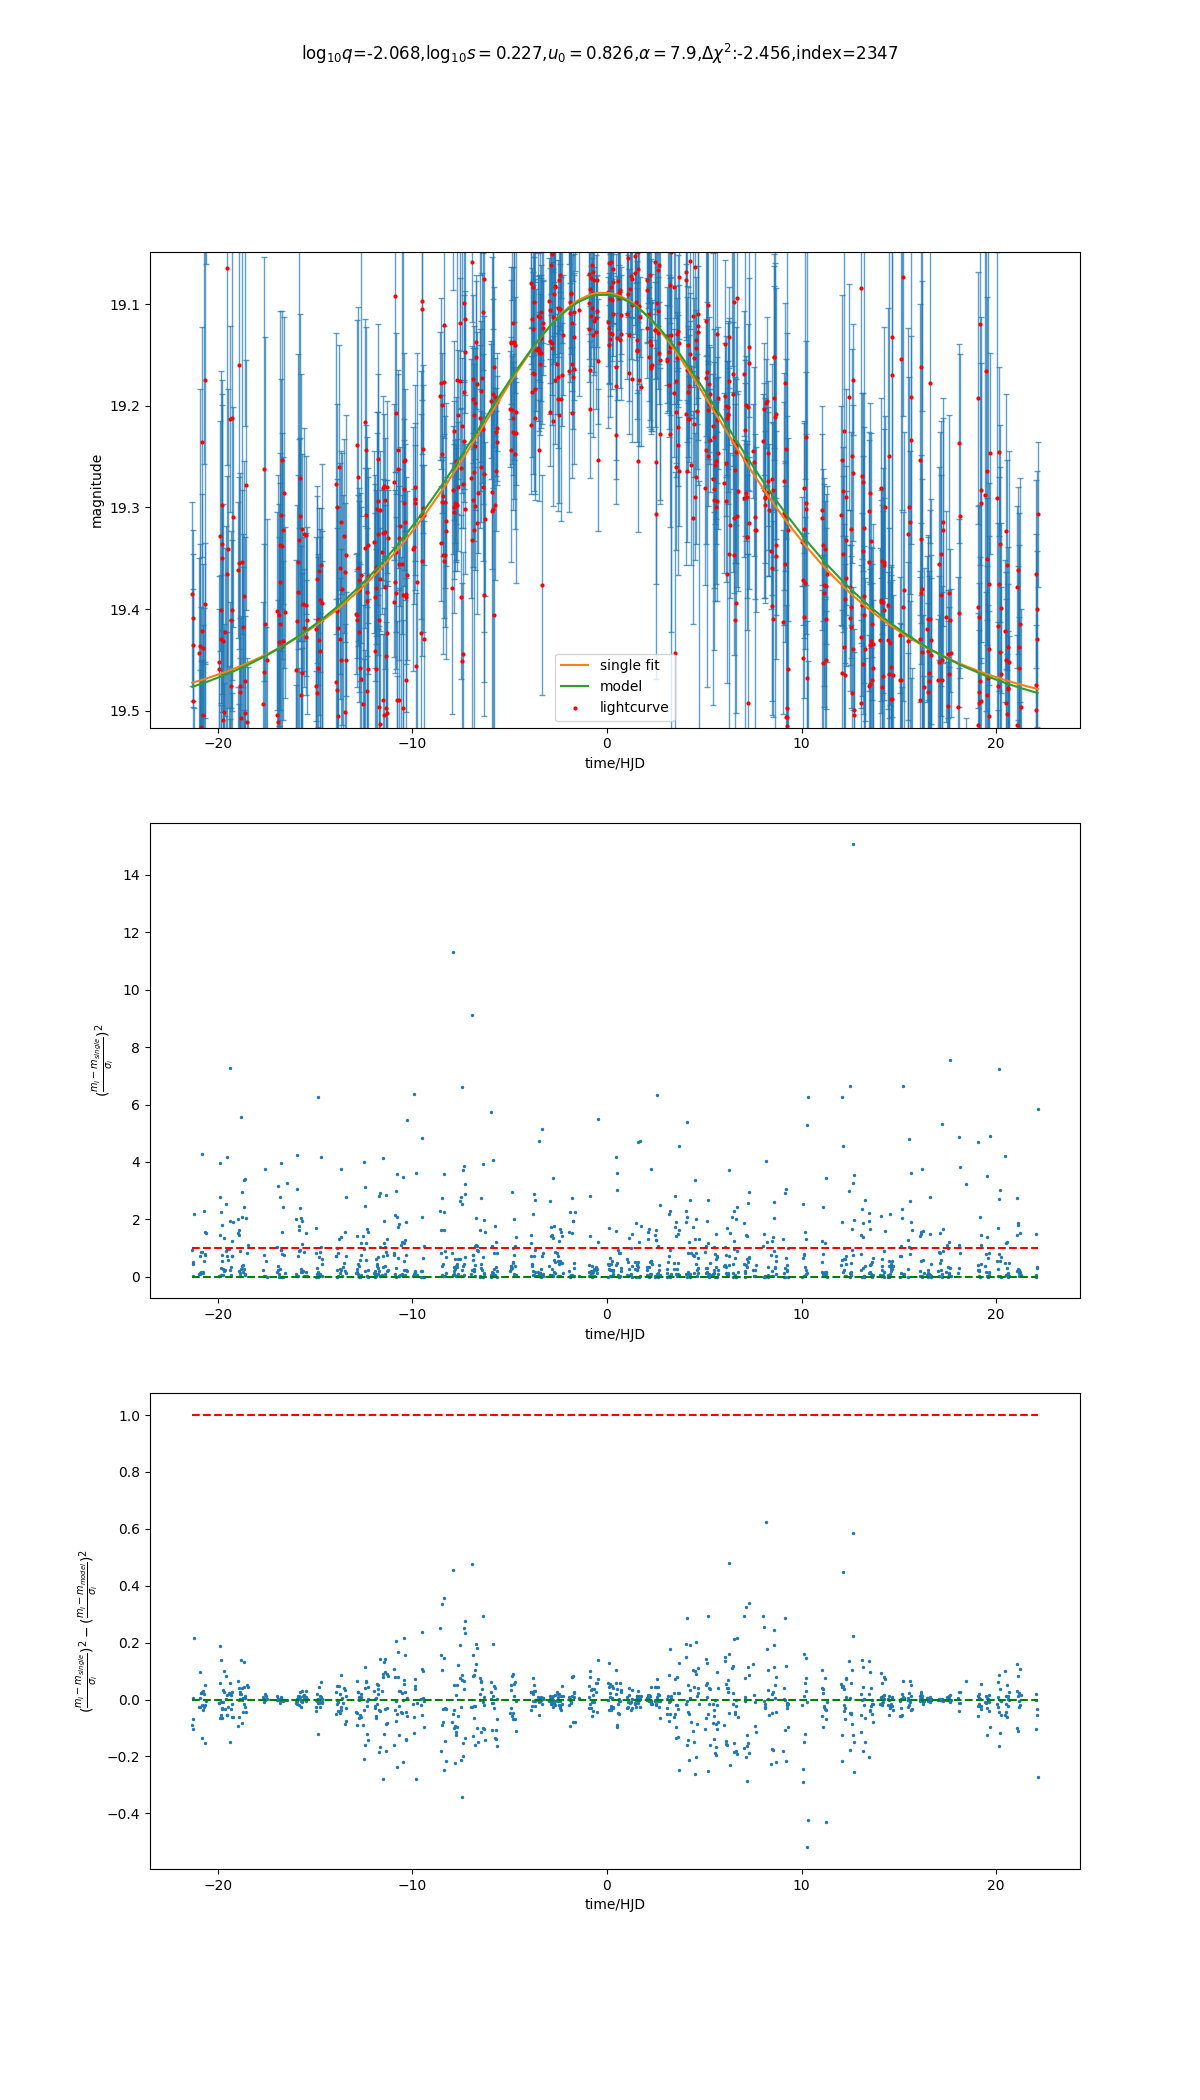 log₁₀q=-2.068,log₁₀s = 0.227,u₀ = 0.826,α = 7.9,Δχ²:-2.456,index=2347
19.1
19.2
19.3
19.4
19.5
magnitude
single fit
model
lightcurve
−20 −10 0 10 20
time/HJD
14
12
10
8
6
4
2
0
((mᵢ − m_single)/σᵢ)²
−20 −10 0 10 20
time/HJD
1.0
0.8
0.6
0.4
0.2
0.0
−0.2
−0.4
((mᵢ − m_single)/σᵢ)² − ((mᵢ − m_model)/σᵢ)²
−20 −10 0 10 20
time/HJD